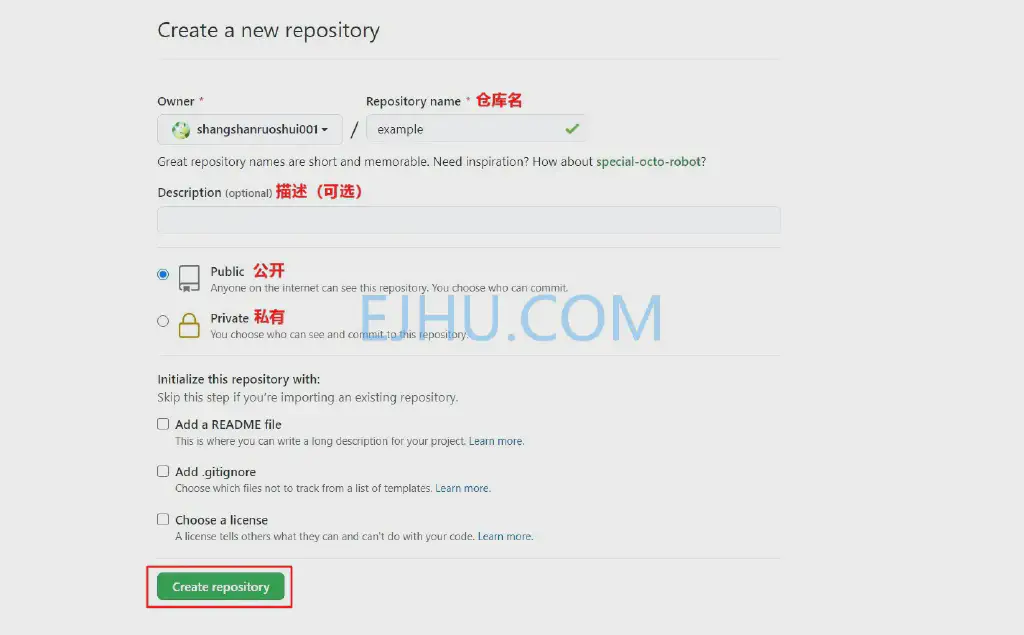 Create a new repository
Owner * Repository name * 仓库名
shangshanruoshui001 / example
Great repository names are short and memorable. Need inspiration? How about special-octo-robot?
Description (optional) 描述（可选）
Public 公开
Anyone on the internet can see this repository. You choose who can commit.
Private 私有
You choose who can see and commit to this repository.
EJHU.COM
Initialize this repository with:
Skip this step if you're importing an existing repository.
Add a README file
This is where you can write a long description for your project. Learn more.
Add .gitignore
Choose which files not to track from a list of templates. Learn more.
Choose a license
A license tells others what they can and can't do with your code. Learn more.
Create repository